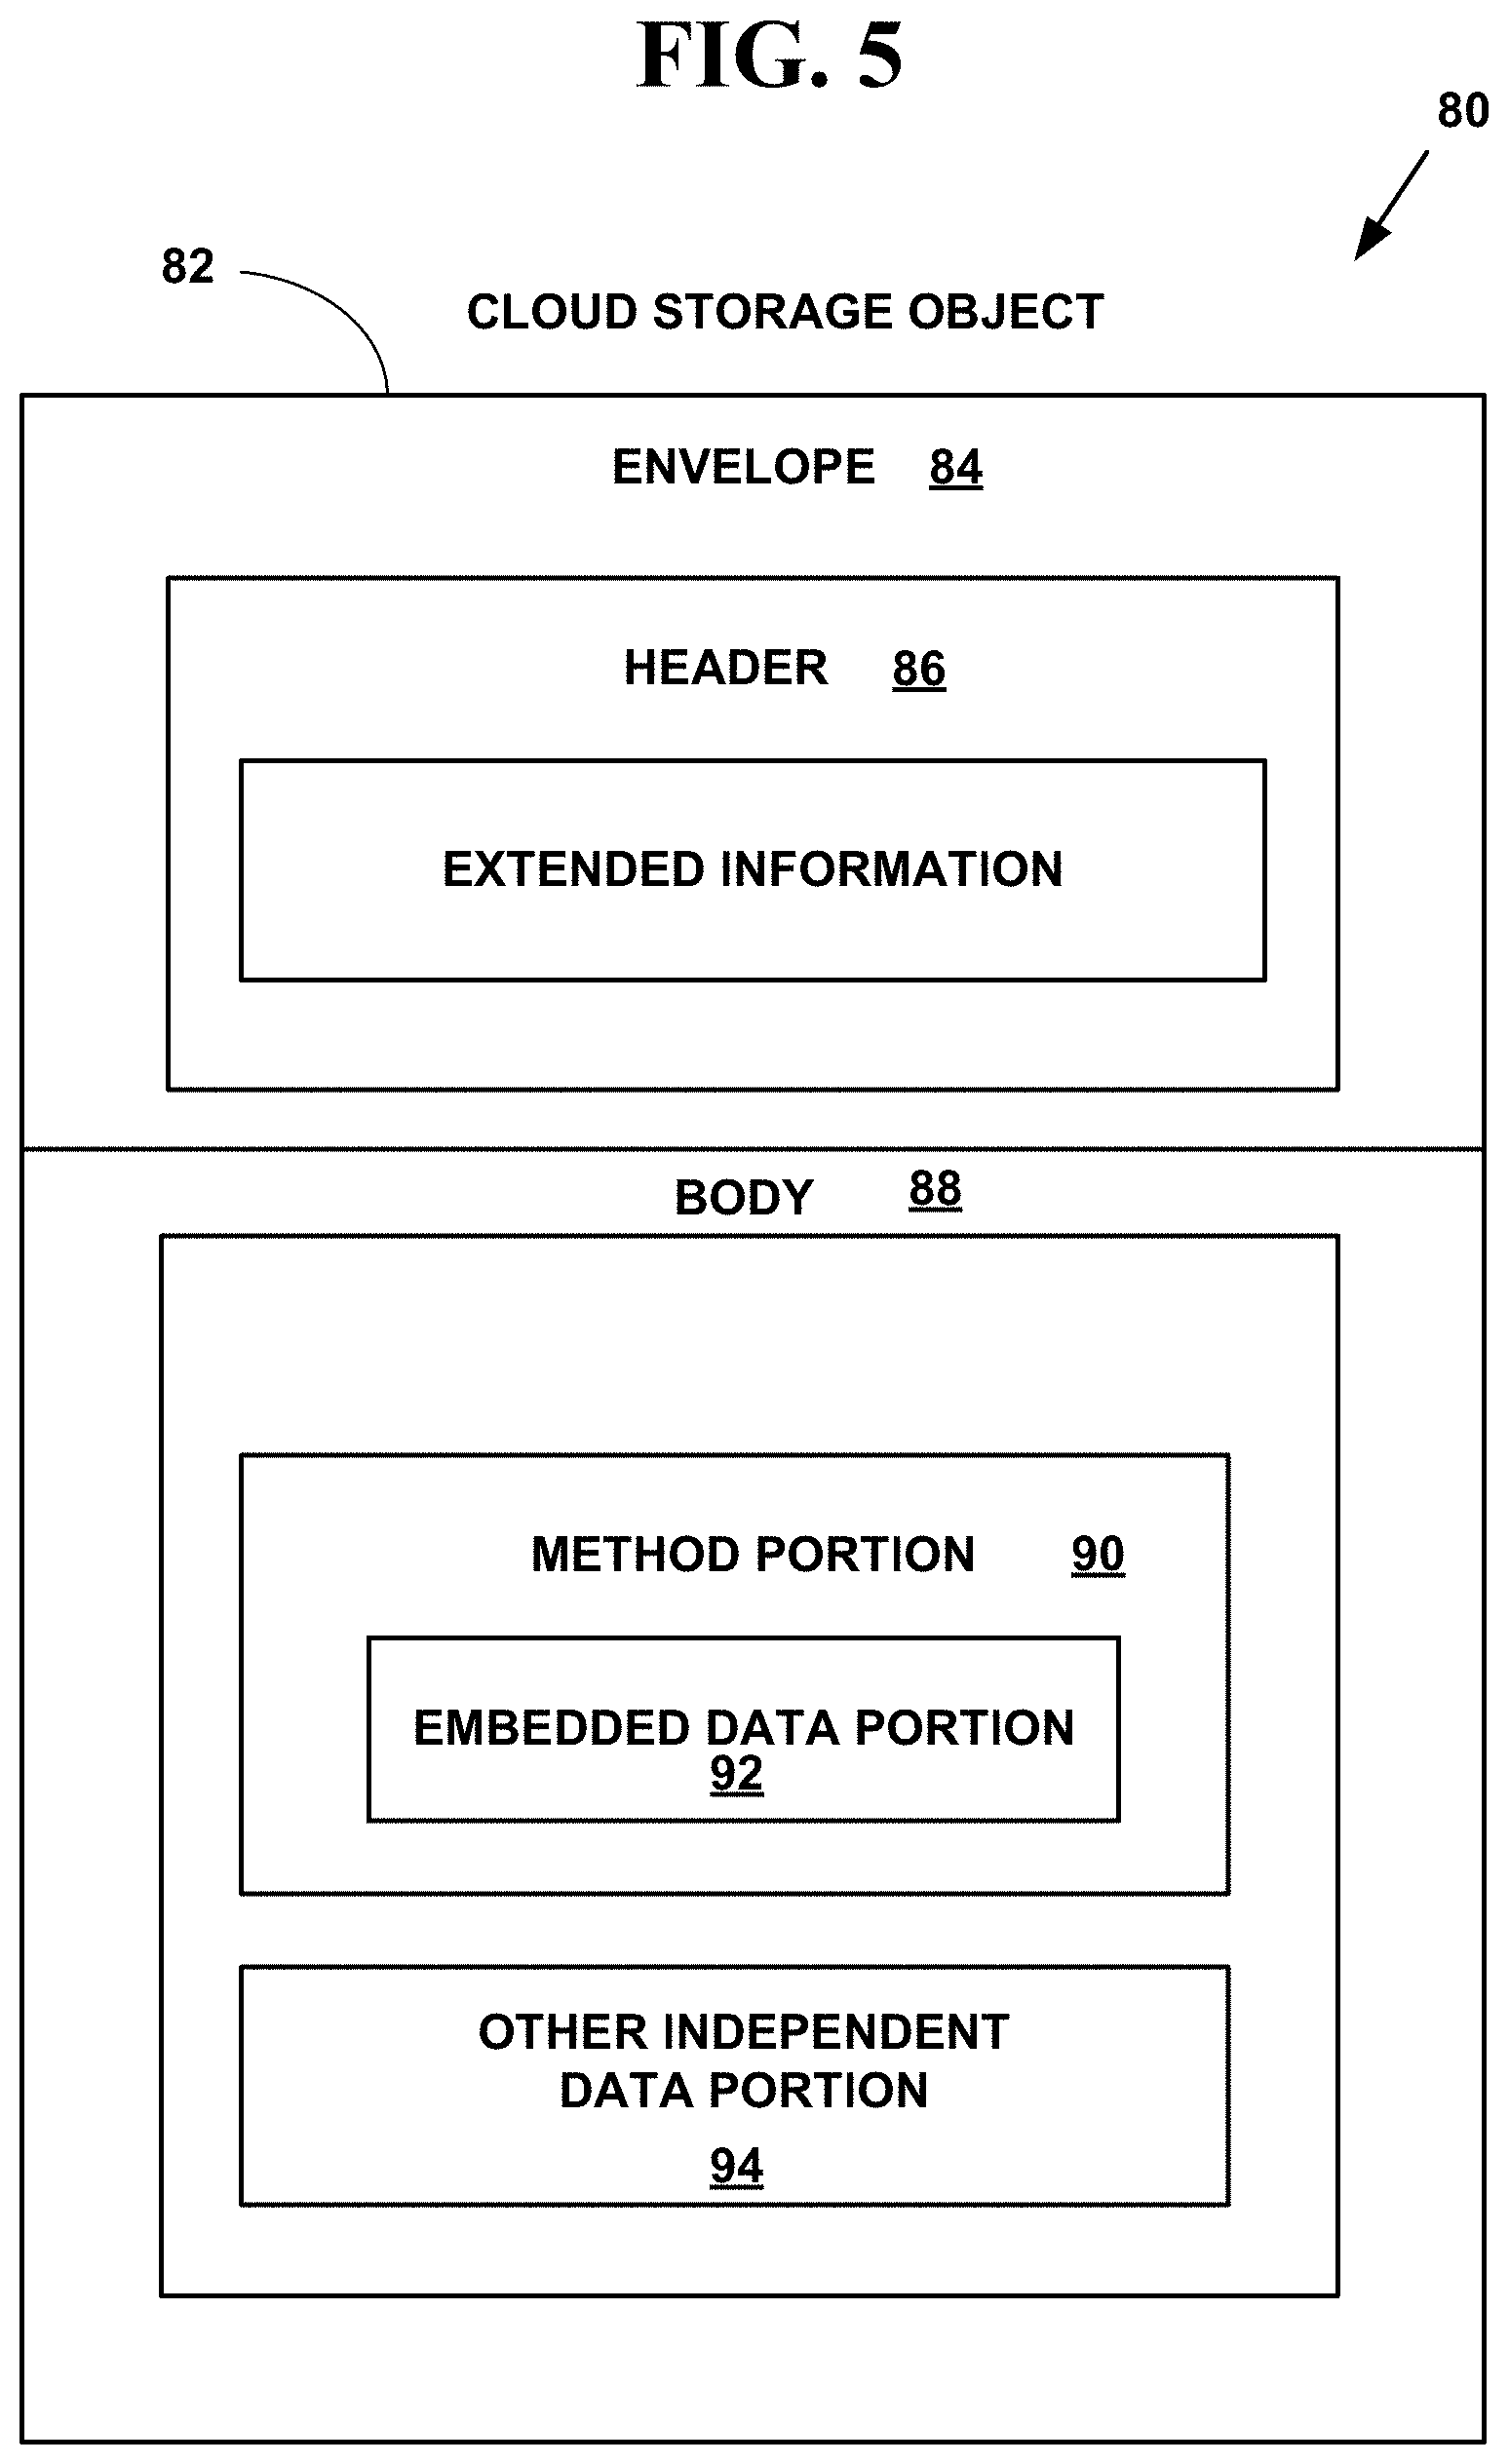 FIG. 5
80
82
CLOUD STORAGE OBJECT
ENVELOPE 84
HEADER 86
EXTENDED INFORMATION
BODY 88
METHOD PORTION 90
EMBEDDED DATA PORTION
92
OTHER INDEPENDENT
DATA PORTION
94